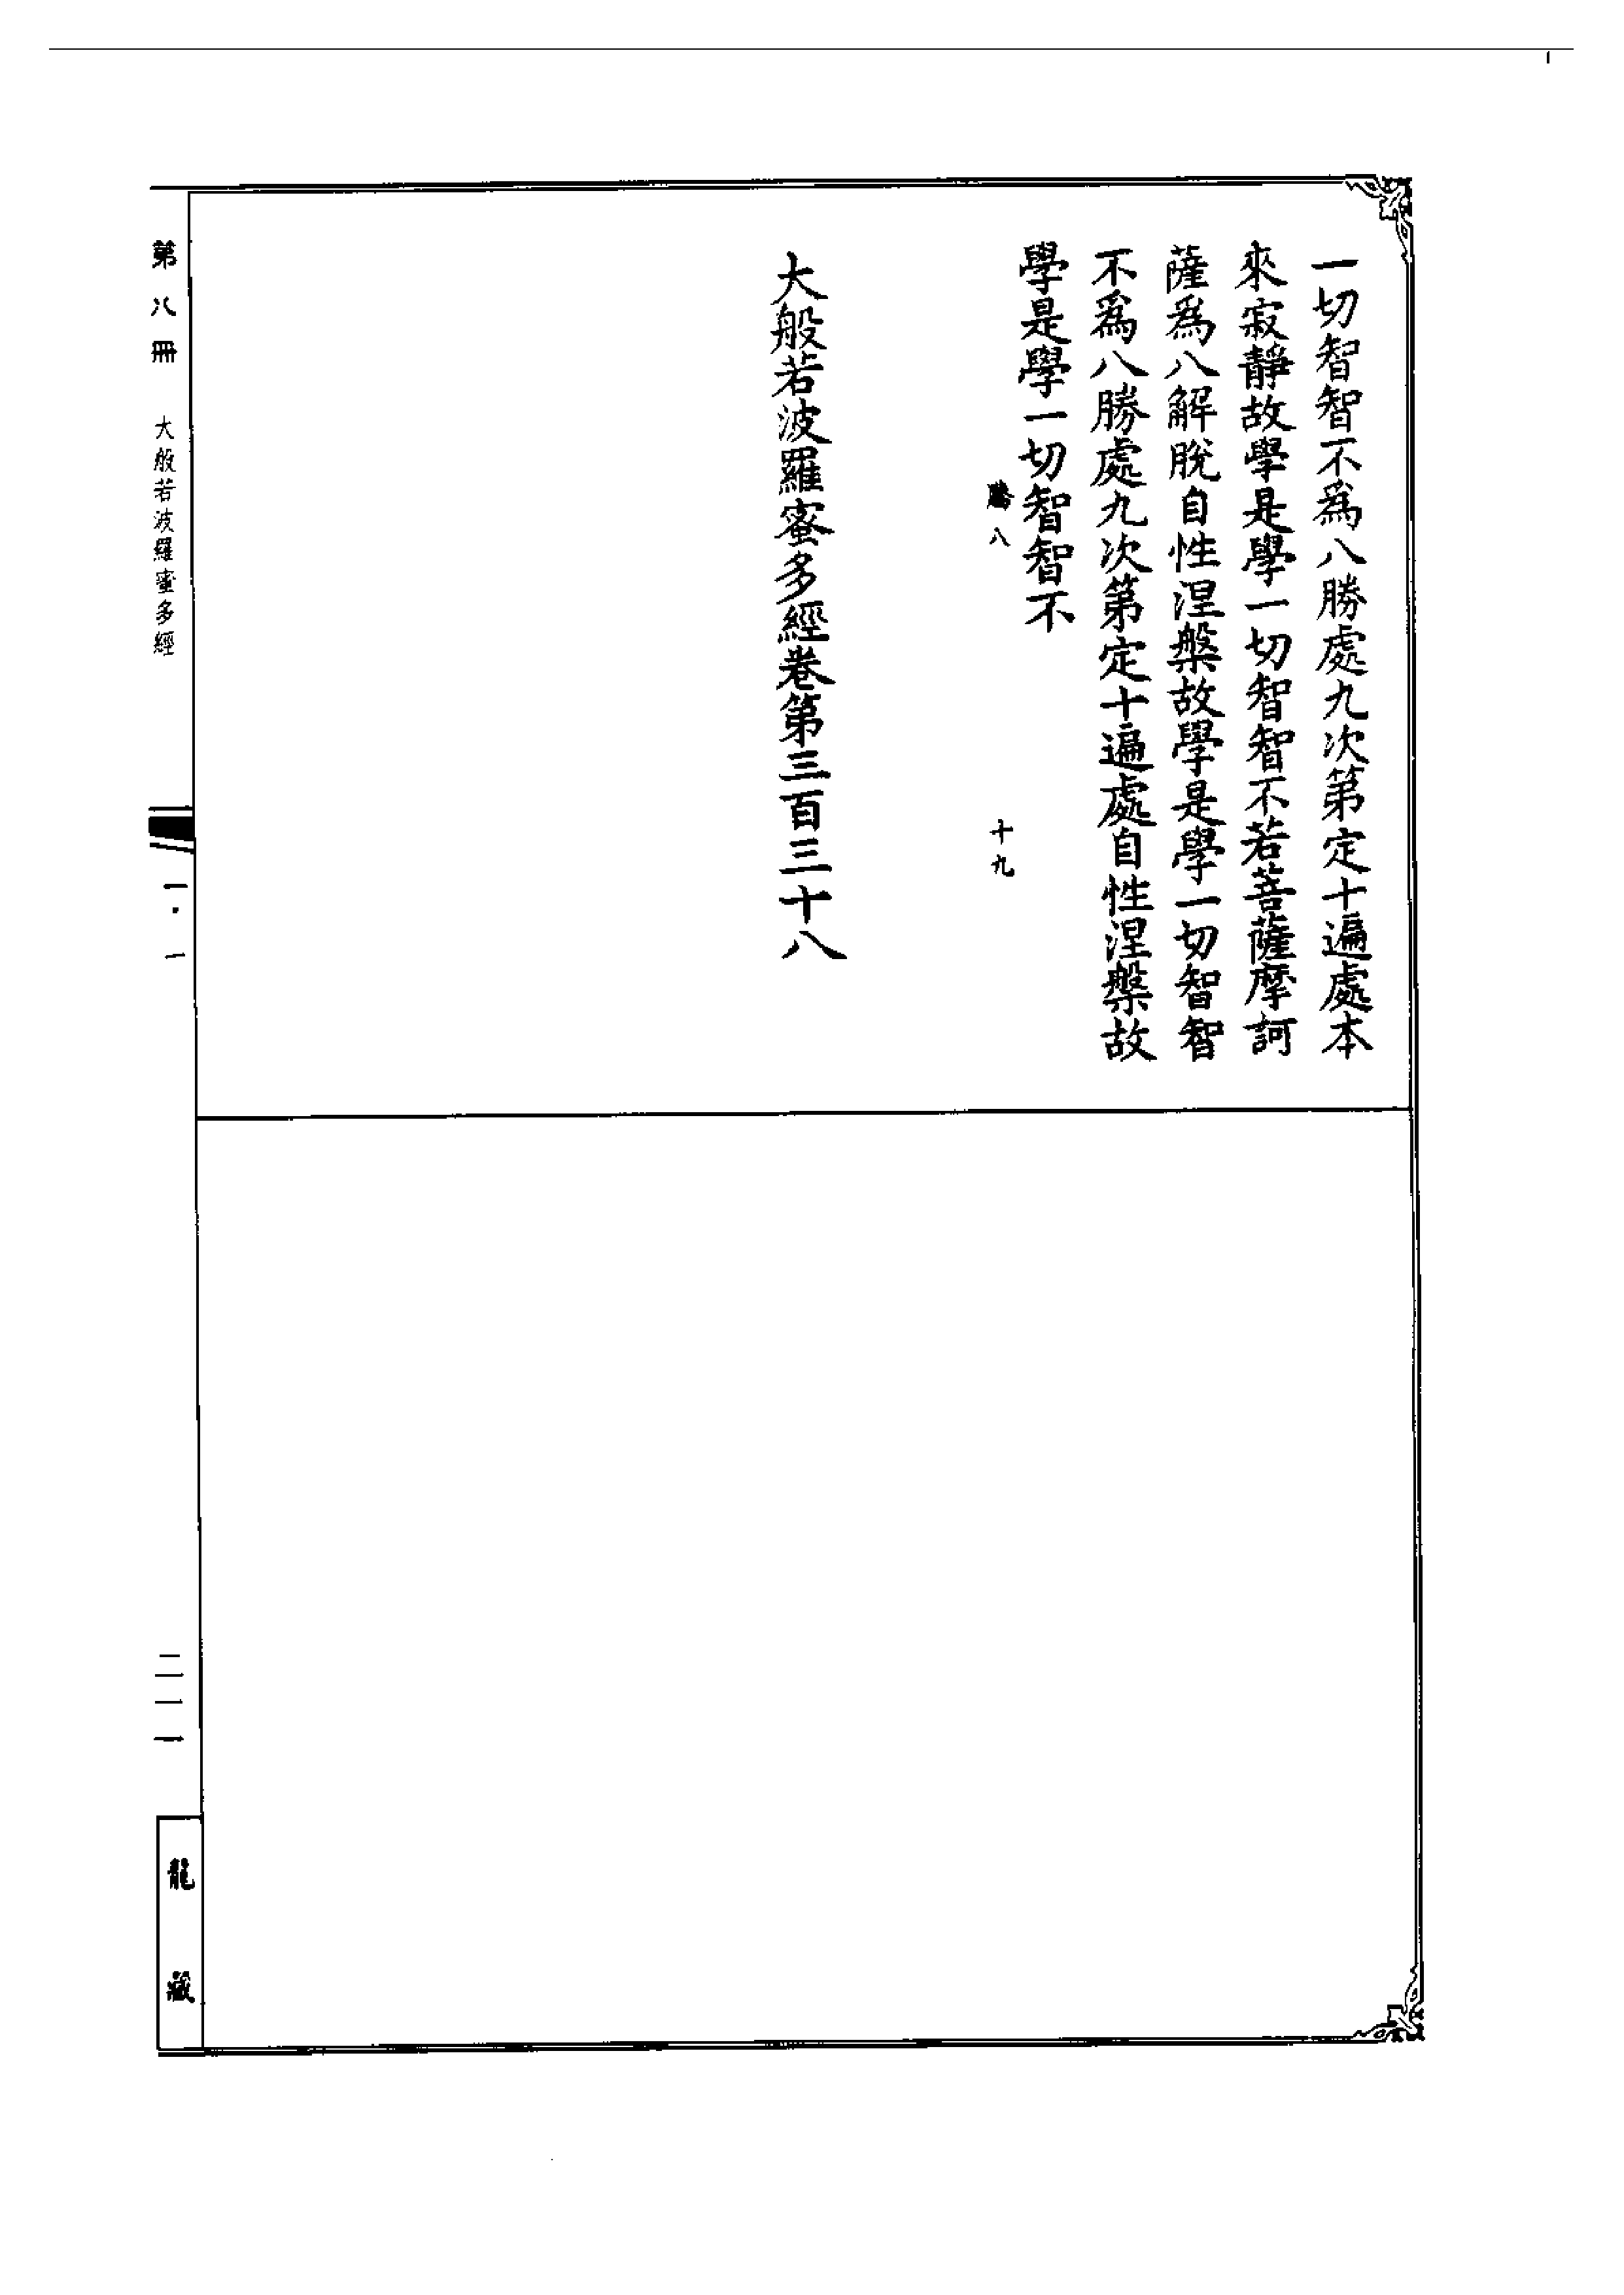 一切智智不爲八勝處九次第定十遍處本
來寂靜故學是學一切智智不若菩薩摩訶
薩爲八解脫自性涅槃故學是學一切智智
不爲八勝處九次第定十遍處自性涅槃故
學是學一切智智不
騰八 十九
大般若波羅蜜多經卷第三百三十八
第八冊 大般若波羅蜜多經
一·一
二一一
龍藏